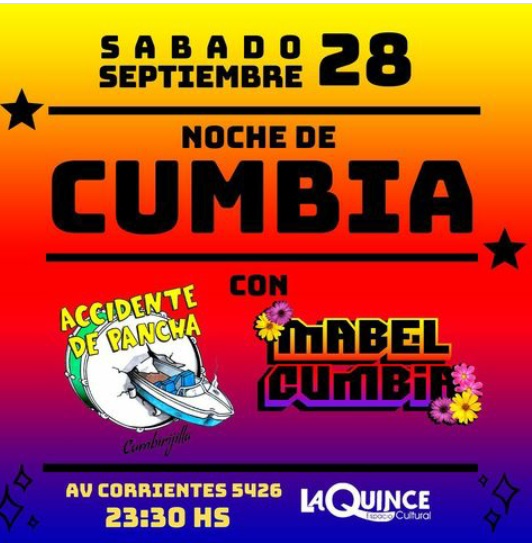 SABADO
SEPTIEMBRE 28
NOCHE DE
CUMBIA
CON
ACCIDENTE
DE PANCHA
Cumbirijilla
MABEL
CUMBIA
AV CORRIENTES 5426
23:30 HS
LAQUINCE
Espacio Cultural